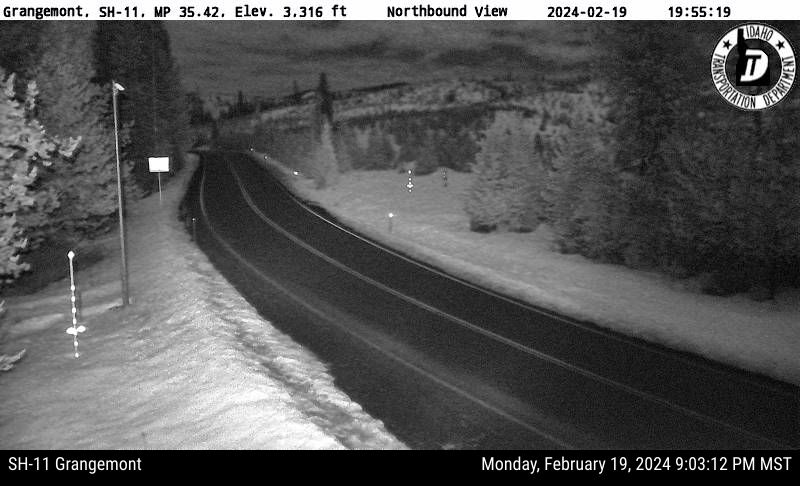 Grangemont, SH-11, MP 35.42, Elev. 3,316 ft Northbound View 2024-02-19 19:55:19
IDAHO TRANSPORTATION DEPARTMENT
SH-11 Grangemont Monday, February 19, 2024 9:03:12 PM MST